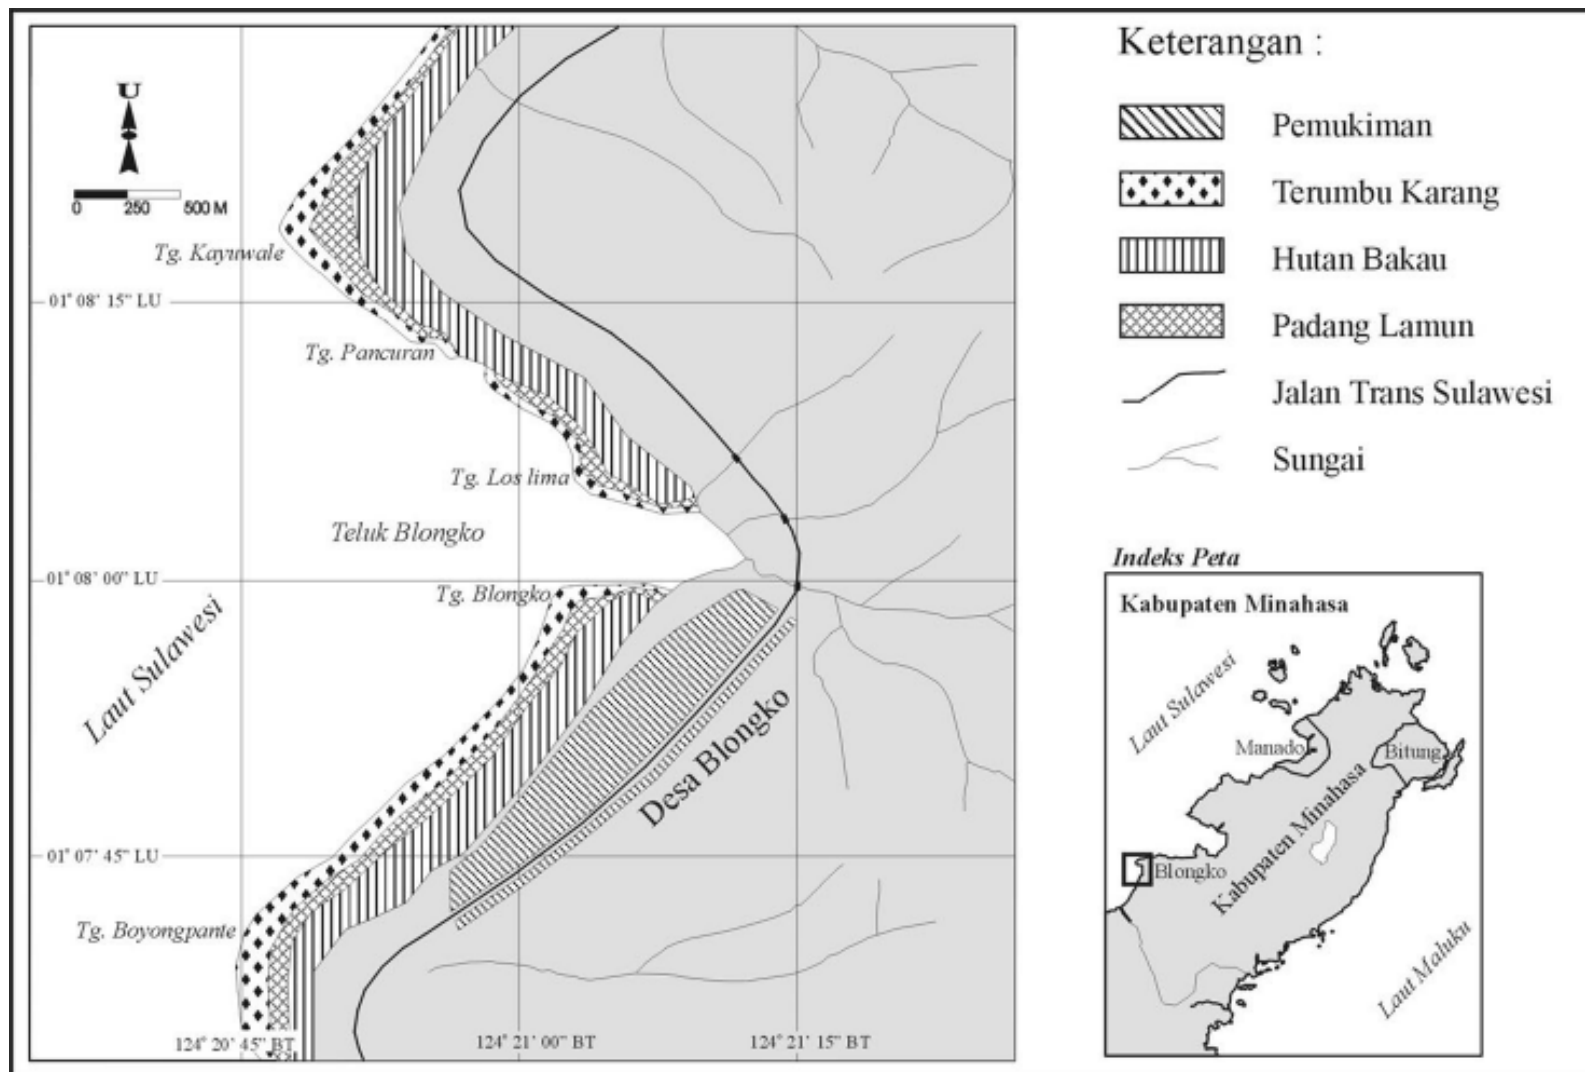 U
0 250 500 M
Tg. Kayuwale
01° 08' 15" LU
Tg. Pancuran
Tg. Los lima
Teluk Blongko
01° 08' 00" LU
Tg. Blongko
Laut Sulawesi
Desa Blongko
01° 07' 45" LU
Tg. Boyongpante
124° 20' 45" BT
124° 21' 00" BT
124° 21' 15" BT
Keterangan :
Pemukiman
Terumbu Karang
Hutan Bakau
Padang Lamun
Jalan Trans Sulawesi
Sungai
Indeks Peta
Kabupaten Minahasa
Laut Sulawesi
Manado
Bitung
Kabupaten Minahasa
Blongko
Laut Maluku